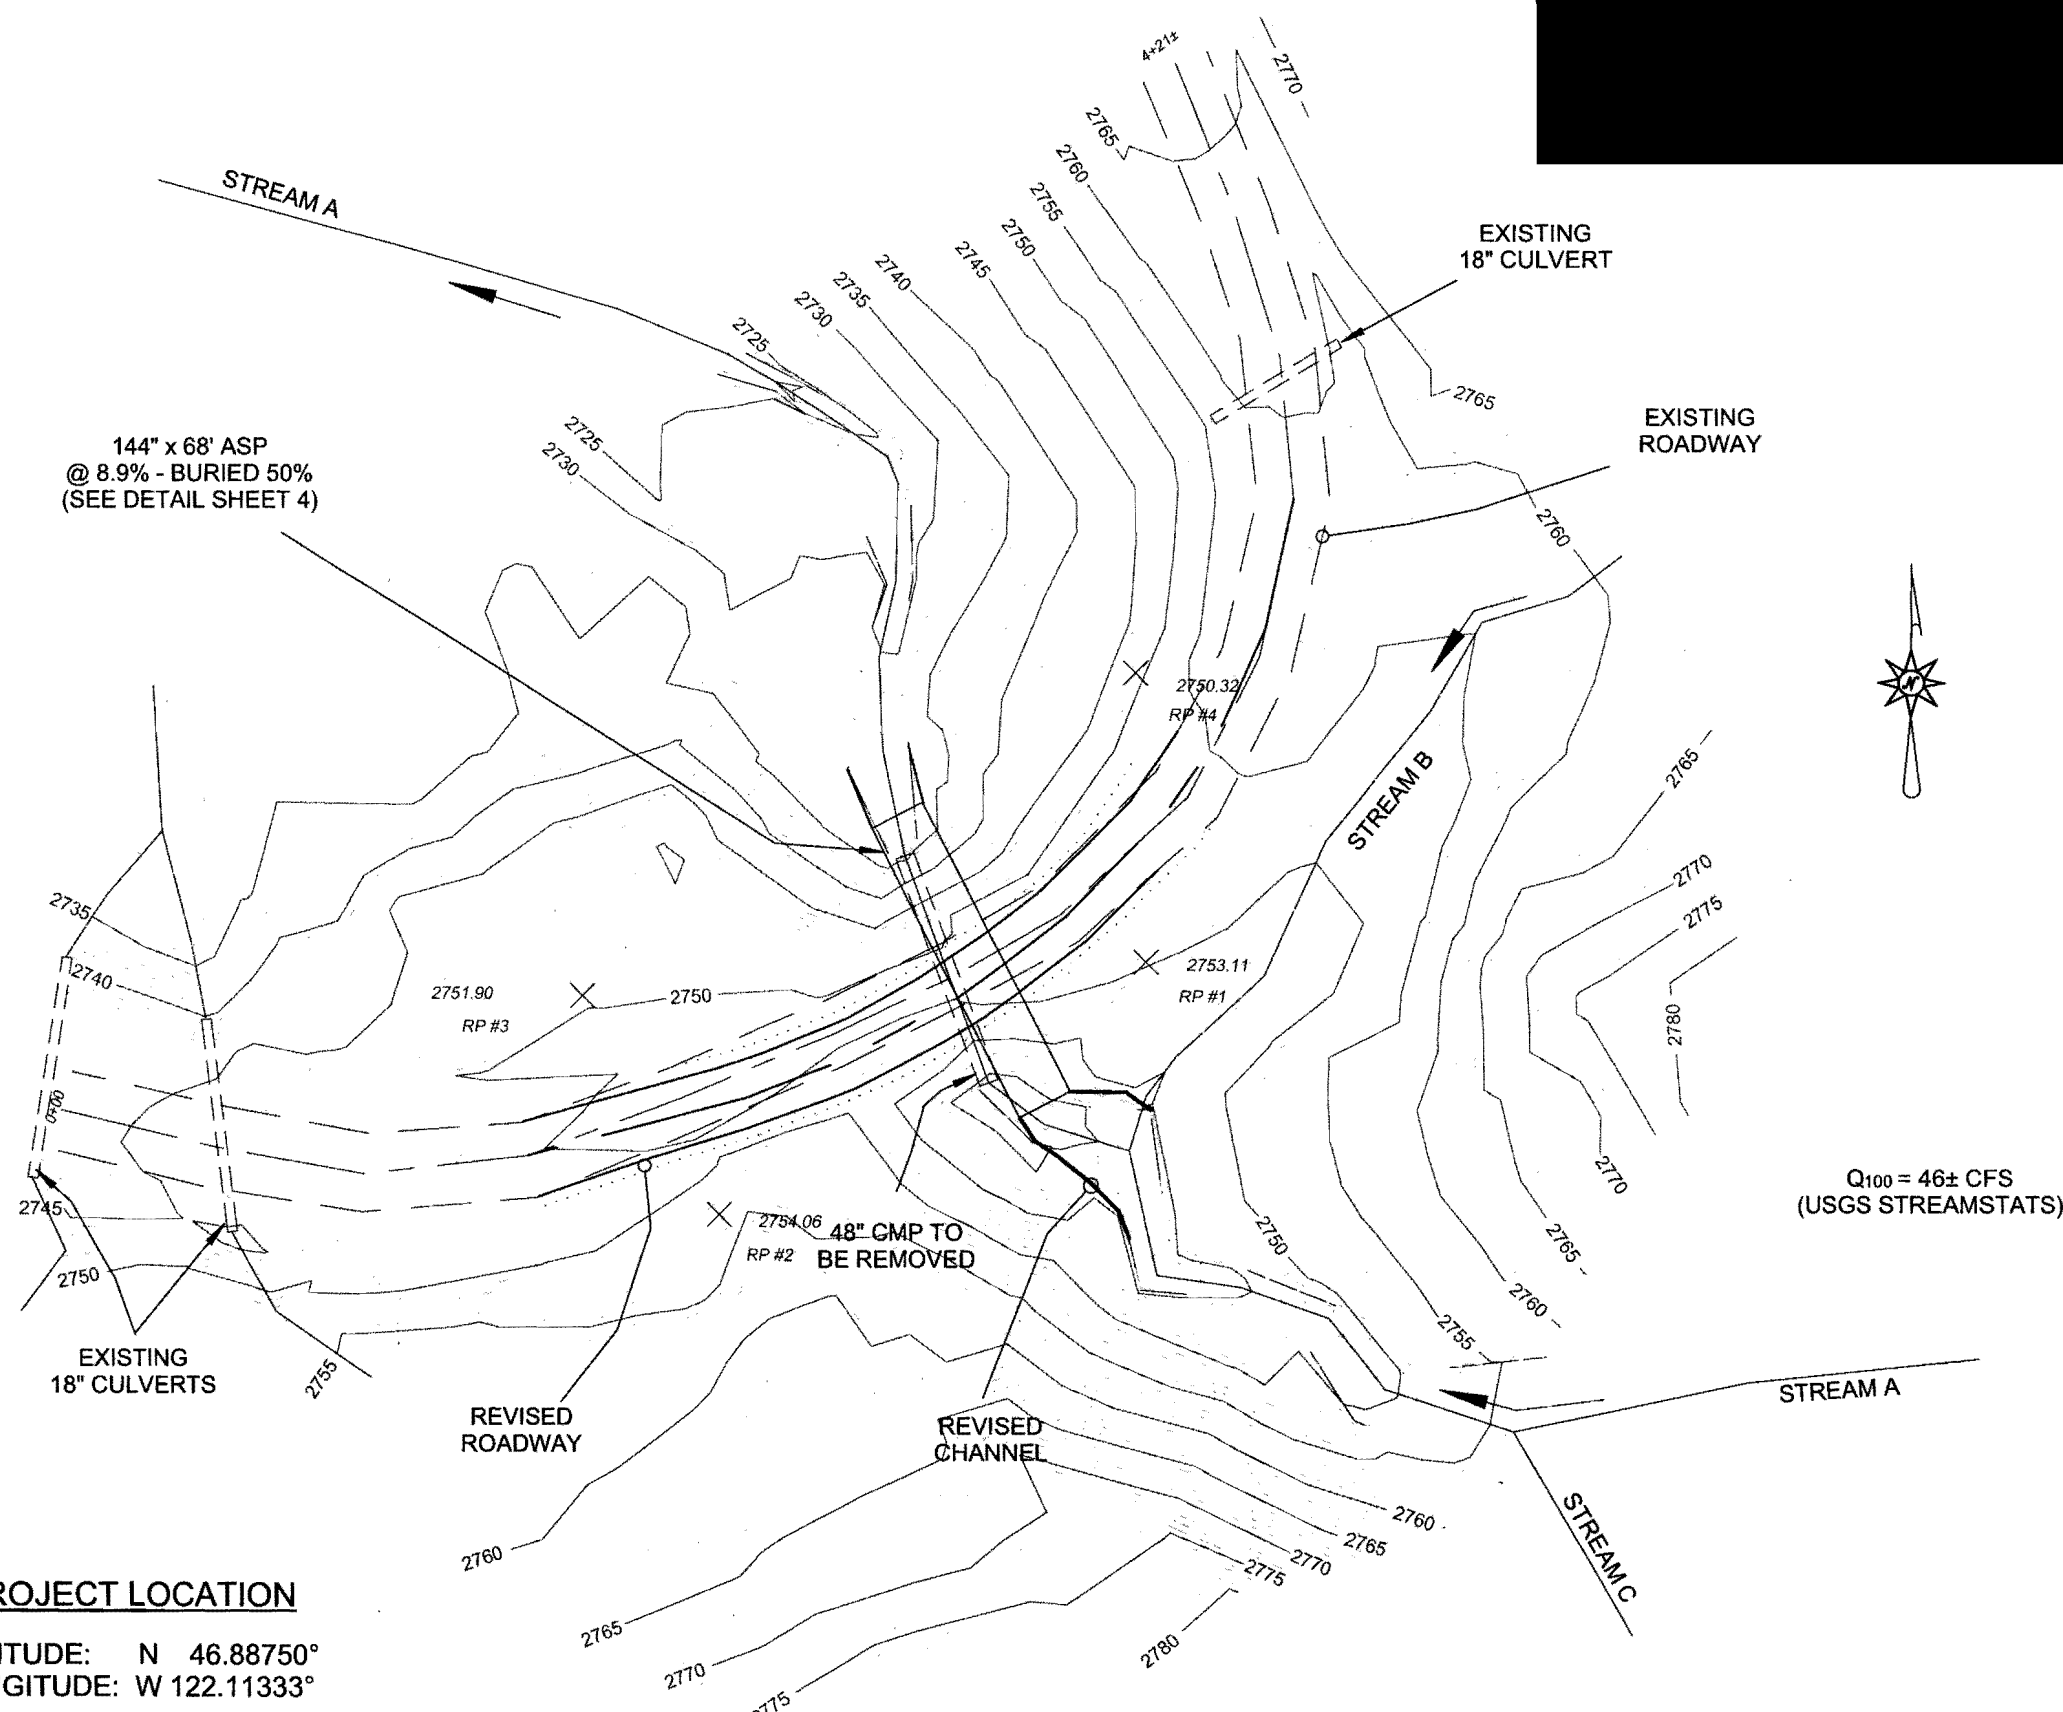 4+21±
2770
2765
2760
2755
2750
2745
2740
2735
2730
2725
STREAM A
EXISTING
18" CULVERT
2765
EXISTING
ROADWAY
2725
2730
144" x 68' ASP
@ 8.9% - BURIED 50%
(SEE DETAIL SHEET 4)
2760
N
2750.32
RP #4
STREAM B
2765
2770
2775
2780
2735
2740
2751.90
RP #3
2750
2753.11
RP #1
0+00
2745
2750
2754.06
RP #2
48" CMP TO
BE REMOVED
2770
2765
2760
2755
2750
Q100 = 46± CFS
(USGS STREAMSTATS)
EXISTING
18" CULVERTS
2755
REVISED
ROADWAY
REVISED
CHANNEL
STREAM A
STREAM C
2760
2765
2770
2775
2780
2760
2765
2770
2775
ROJECT LOCATION
ITUDE: N 46.88750°
GITUDE: W 122.11333°